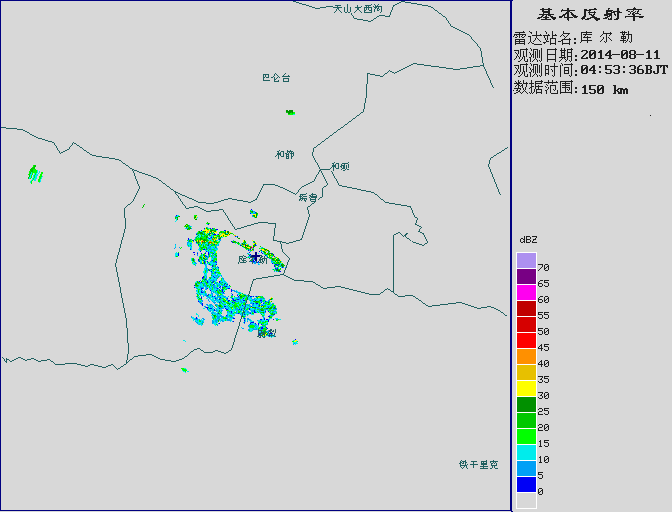 天山大西沟
基本反射率
雷达站名:库 尔 勒
观测日期:2014-08-11
观测时间:04:53:36BJT
数据范围:150 km
巴仑台
和静
和硕
焉耆
库尔勒
尉犁
铁干里克
dBZ
70
65
60
55
50
45
40
35
30
25
20
15
10
5
0